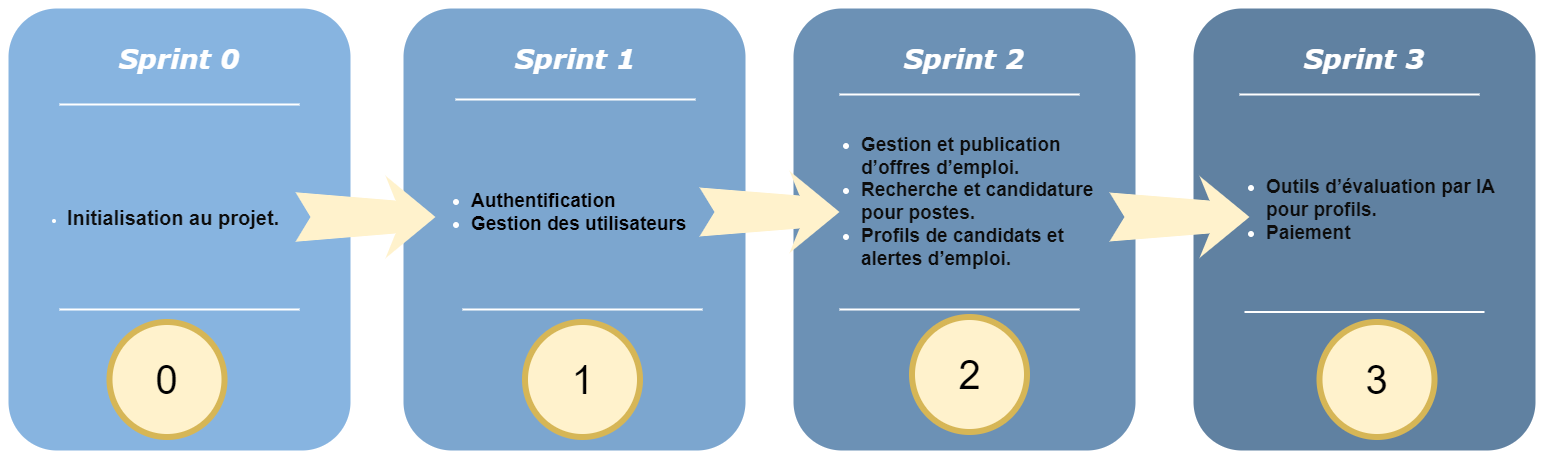 Sprint 0
Initialisation au projet.
0
Sprint 1
Authentification
Gestion des utilisateurs
1
Sprint 2
Gestion et publication
d’offres d’emploi.
Recherche et candidature
pour postes.
Profils de candidats et
alertes d’emploi.
2
Sprint 3
Outils d’évaluation par IA
pour profils.
Paiement
3